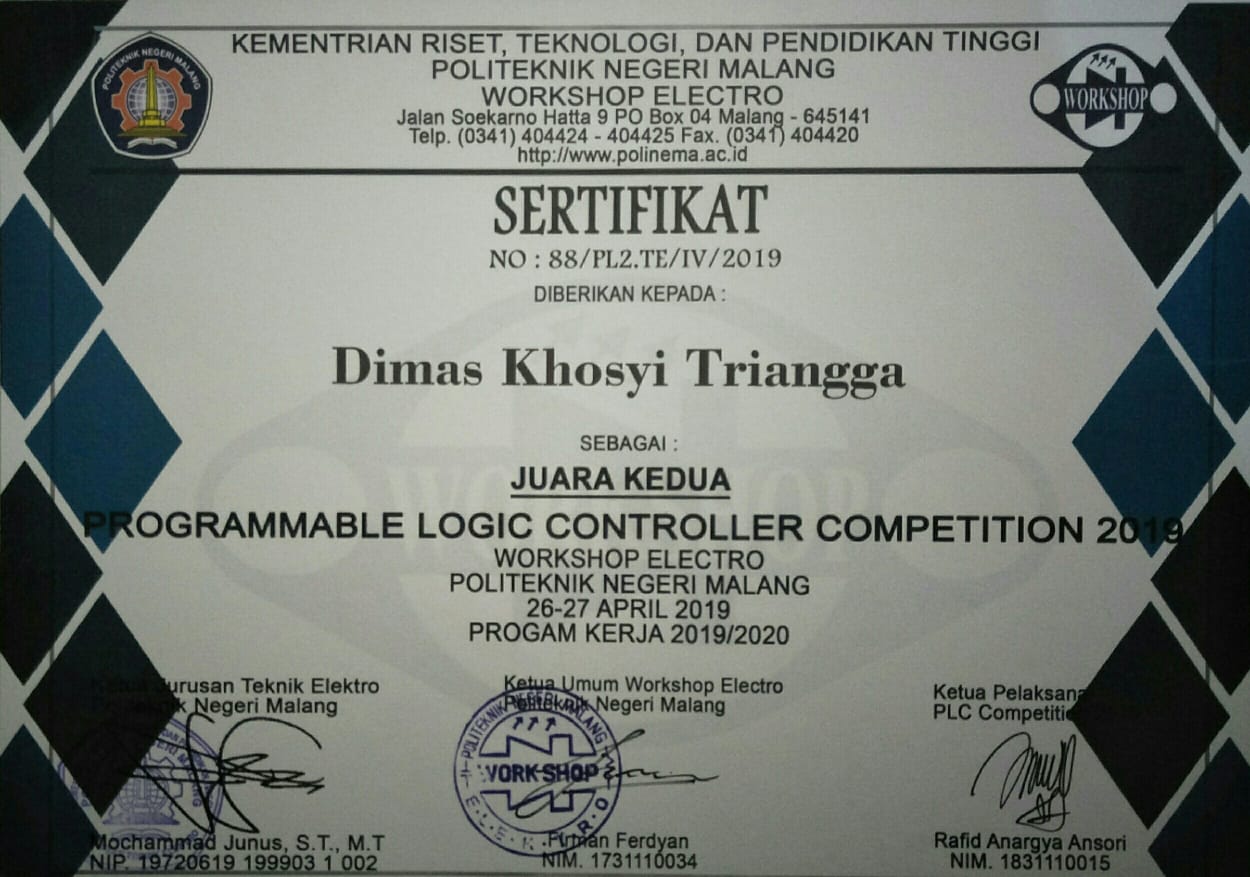 KEMENTRIAN RISET, TEKNOLOGI, DAN PENDIDIKAN TINGGI
POLITEKNIK NEGERI MALANG
WORKSHOP ELECTRO
Jalan Soekarno Hatta 9 PO Box 04 Malang - 645141
Telp. (0341) 404424 - 404425 Fax. (0341) 404420
http://www.polinema.ac.id
POLITEKNIK NEGERI MALANG
WORKSHOP
SERTIFIKAT
NO : 88/PL2.TE/IV/2019
DIBERIKAN KEPADA :
Dimas Khosyi Triangga
SEBAGAI :
JUARA KEDUA
PROGRAMMABLE LOGIC CONTROLLER COMPETITION 2019
WORKSHOP ELECTRO
POLITEKNIK NEGERI MALANG
26-27 APRIL 2019
PROGAM KERJA 2019/2020
Ketua Jurusan Teknik Elektro
Politeknik Negeri Malang
Mochammad Junus, S.T., M.T
NIP. 19720619 199903 1 002
Ketua Umum Workshop Electro
Politeknik Negeri Malang
POLITEKNIK NEGERI MALANG
WORK SHOP
Firman Ferdyan
NIM. 1731110034
Ketua Pelaksana
PLC
Rafid Anargya Ansori
NIM. 1831110015